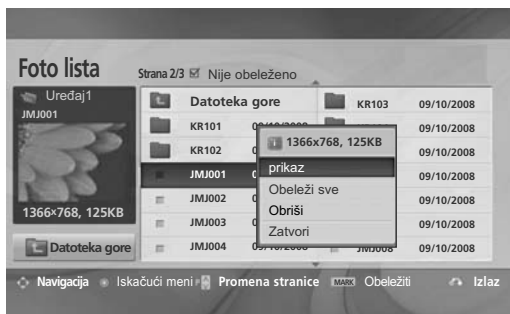 Foto lista
Strana 2/3 Nije obeleženo
Uređaj1
JMJ001
1366×768, 125KB
Datoteka gore
Datoteka gore
KR101
KR102
JMJ001
JMJ002
JMJ003
JMJ004
KR103 09/10/2008
09/10/2008
09/10/2008
09/10/2008
09/10/2008
09/10/2008
JMJ008 09/10/2008
1366x768, 125KB
prikaz
Obeleži sve
Obriši
Zatvori
Navigacija Iskačući meni P Promena stranice MARK Obeležiti Izlaz